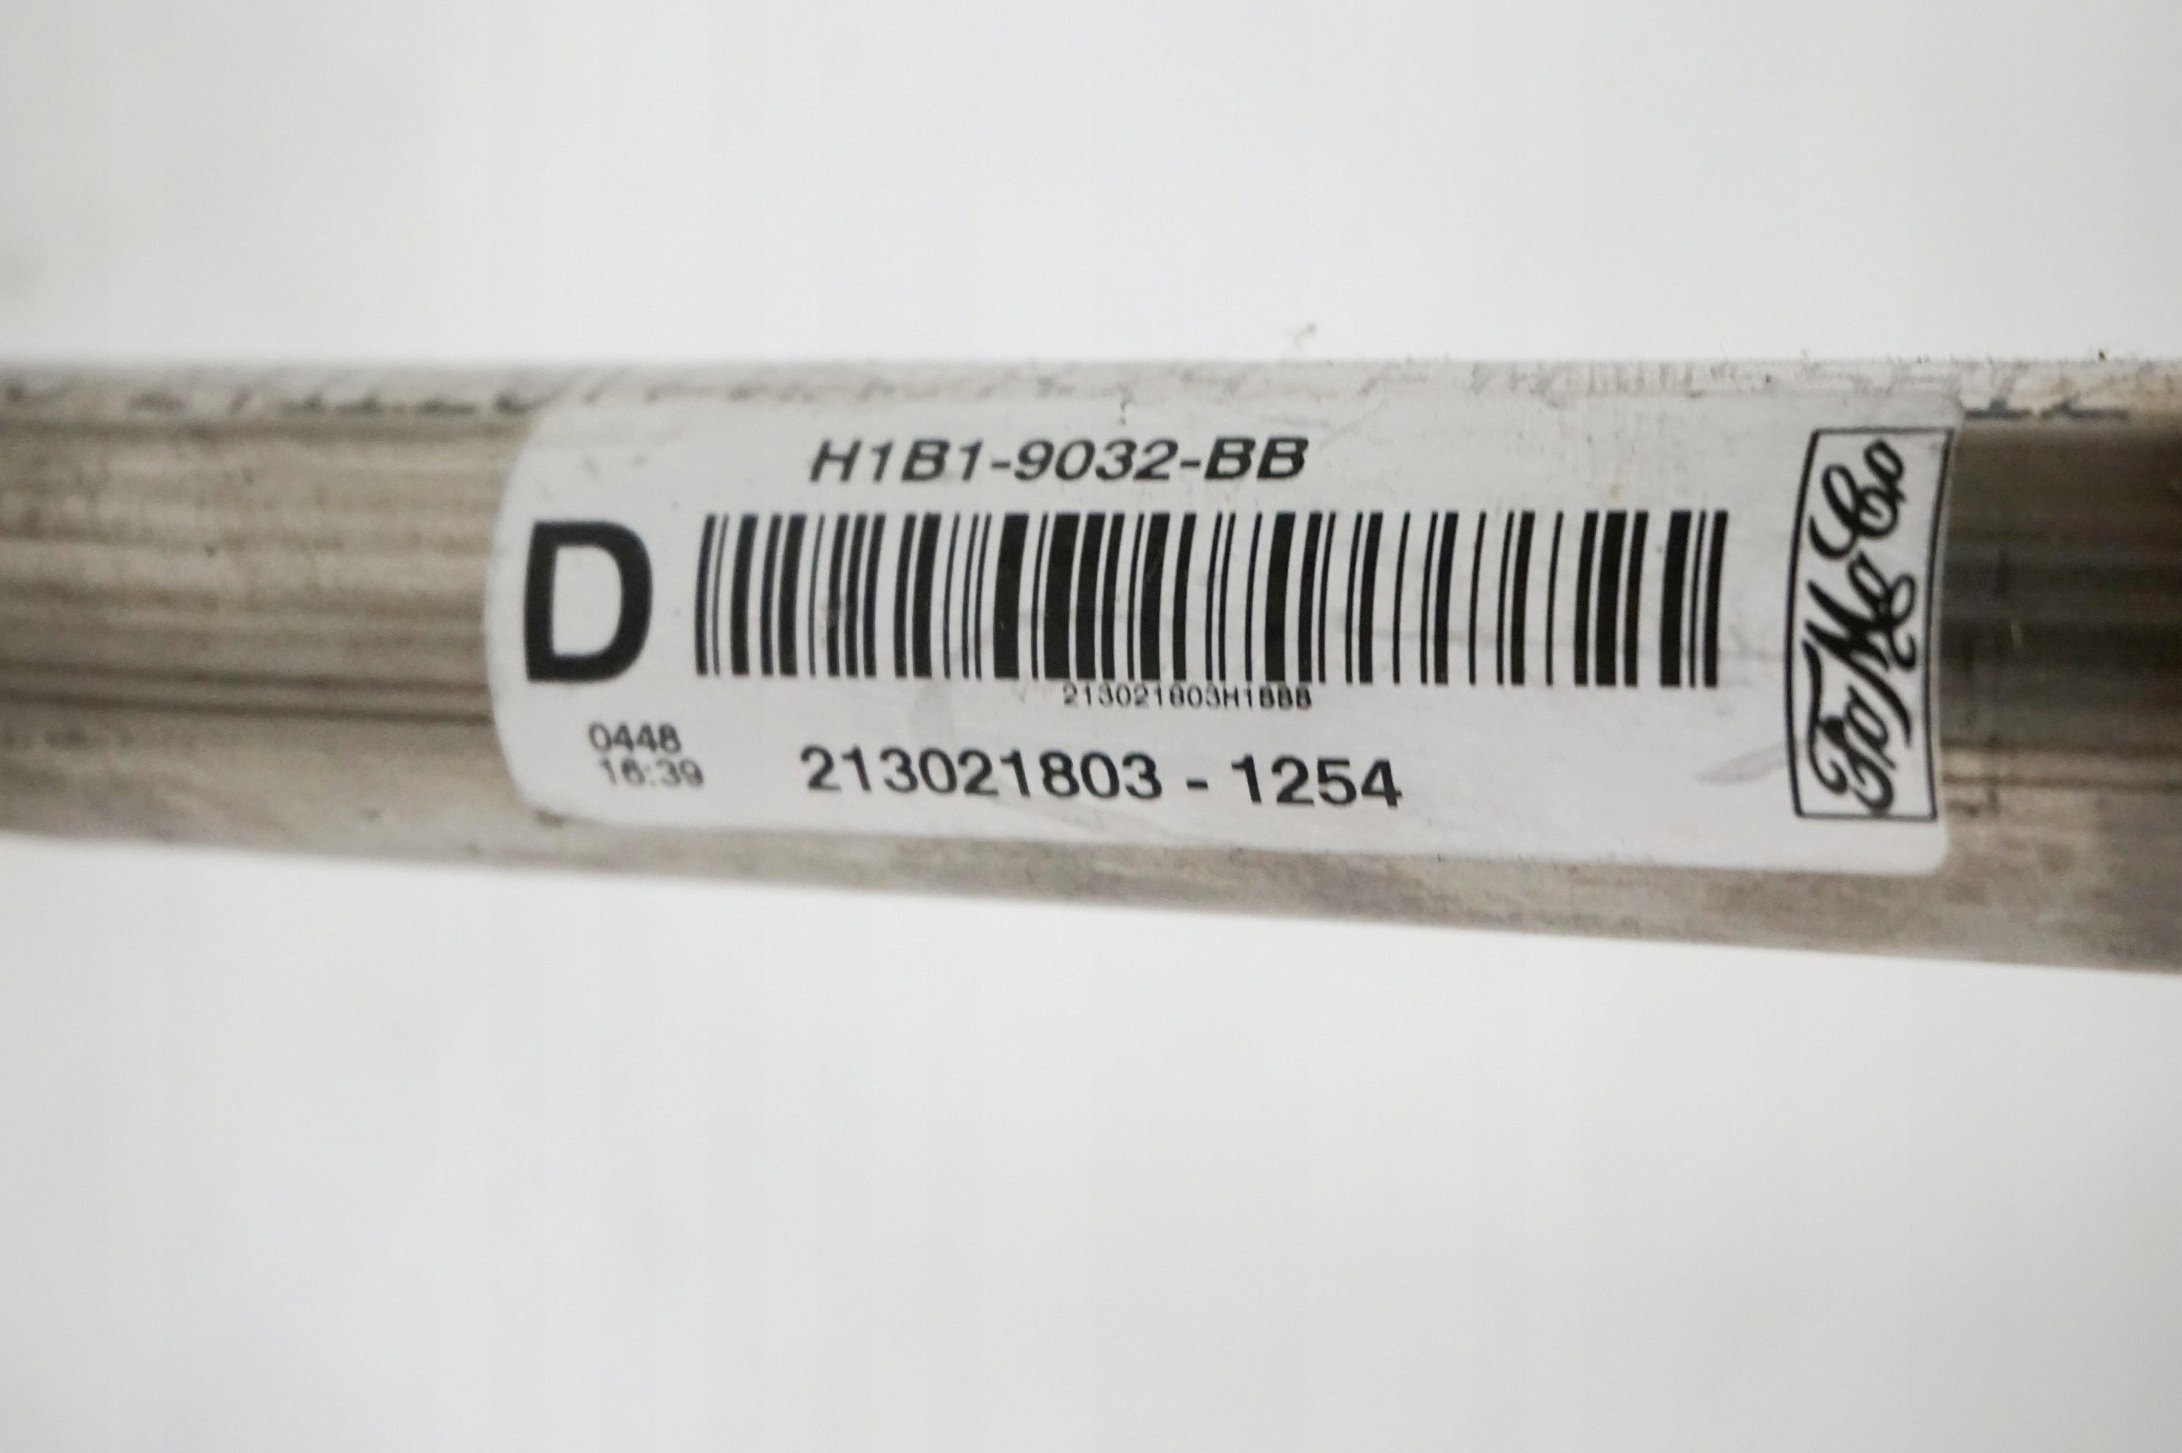 H1B1-9032-BB
D
213021803H1BBB
0448
16:39
213021803 - 1254
FoMoCo